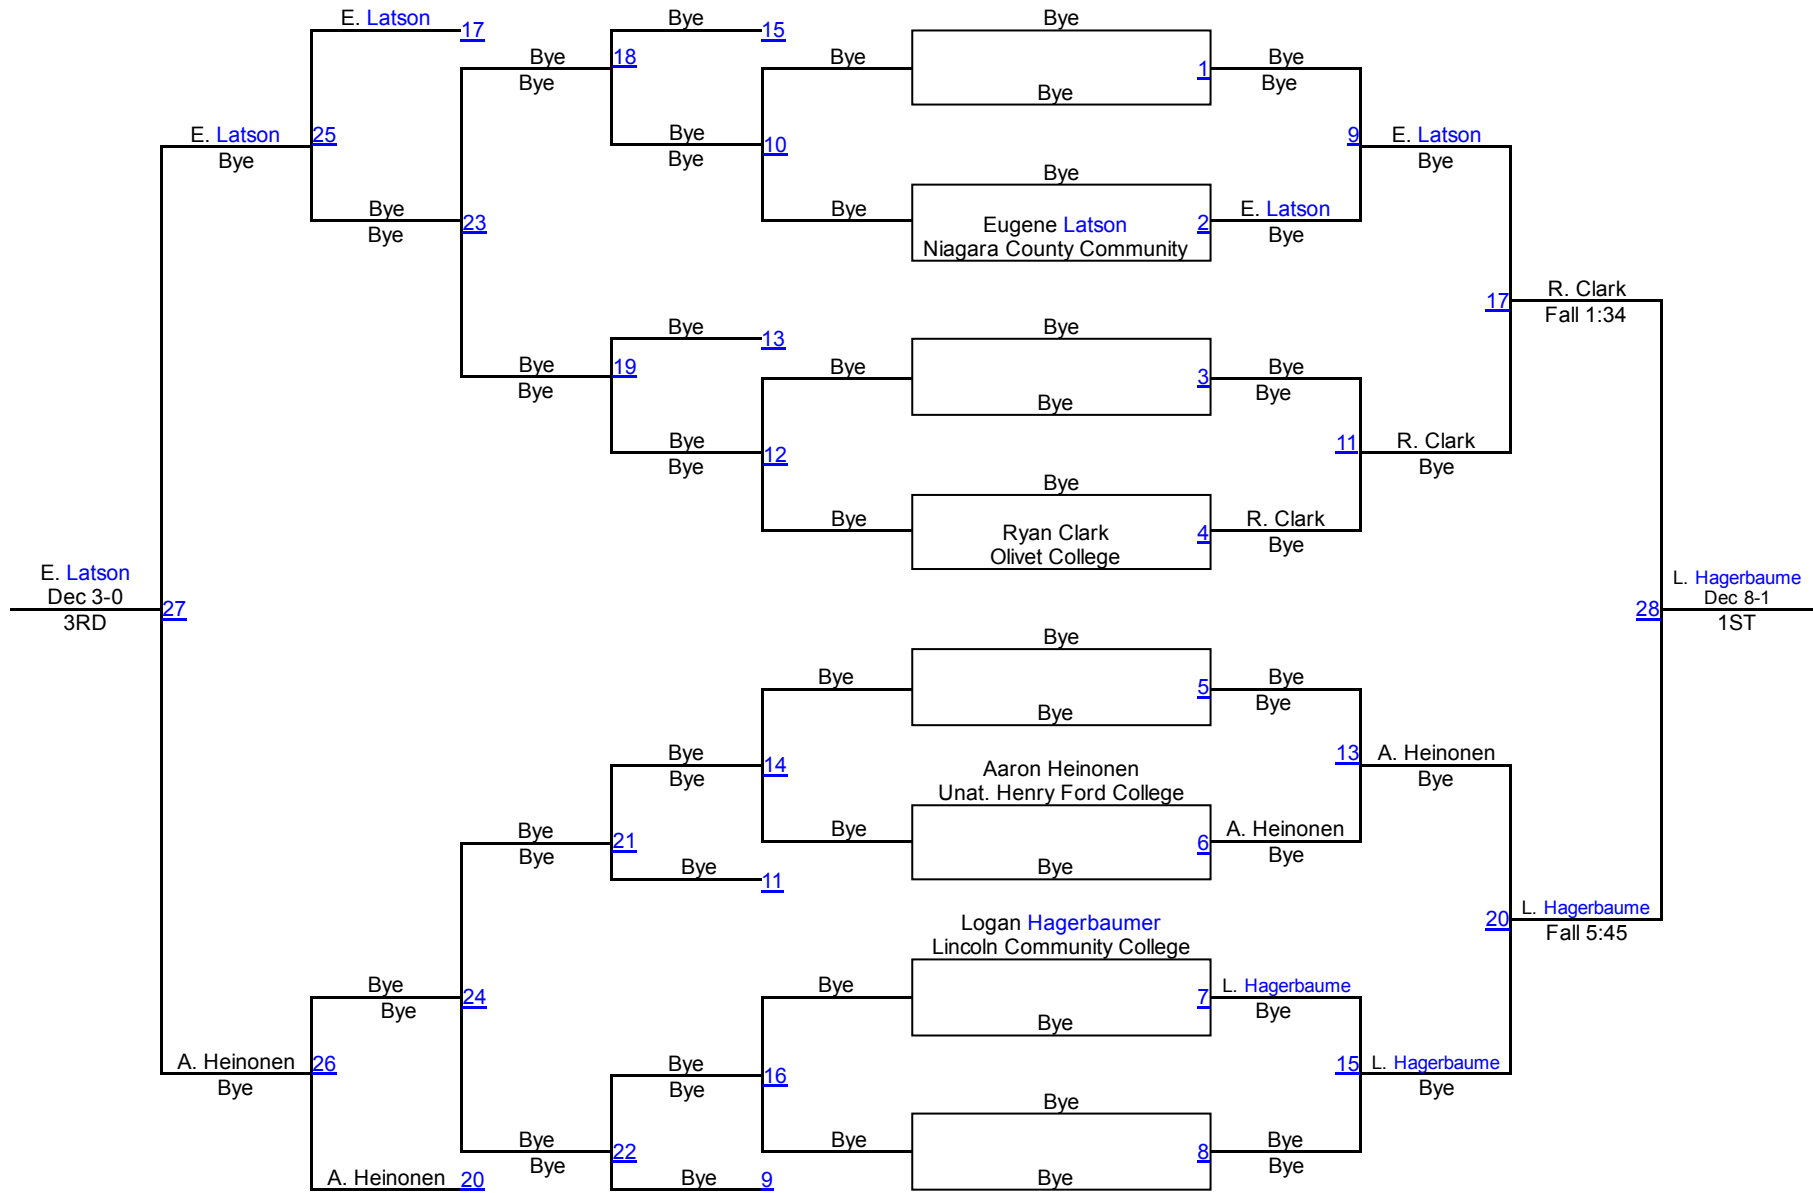 E. Latson
17
Bye
15
Bye
Bye
18
Bye
1
Bye
Bye
Bye
Bye
E. Latson
25
Bye
Bye
10
Bye
9
E. Latson
Bye
Bye
Bye
Bye
Bye
23
Bye
Eugene Latson
2
Niagara County Community
E. Latson
Bye
17
R. Clark
Fall 1:34
Bye
13
Bye
Bye
19
Bye
3
Bye
Bye
Bye
Bye
Bye
Bye
12
11
R. Clark
Bye
Bye
Bye
Ryan Clark
4
Olivet College
R. Clark
Bye
E. Latson
Dec 3-0
27
3RD
L. Hagerbaume
Dec 8-1
28
1ST
Bye
Bye
5
Bye
Bye
Bye
Bye
14
Bye
Aaron Heinonen
Unat. Henry Ford College
13
A. Heinonen
Bye
Bye
21
Bye
Bye
6
A. Heinonen
Bye
Bye
Bye
11
Logan Hagerbaumer
Lincoln Community College
20
L. Hagerbaume
Fall 5:45
Bye
24
Bye
Bye
7
L. Hagerbaume
Bye
Bye
A. Heinonen
26
Bye
Bye
16
Bye
15
L. Hagerbaume
Bye
Bye
Bye
22
Bye
Bye
8
Bye
Bye
A. Heinonen
20
Bye
9
Bye